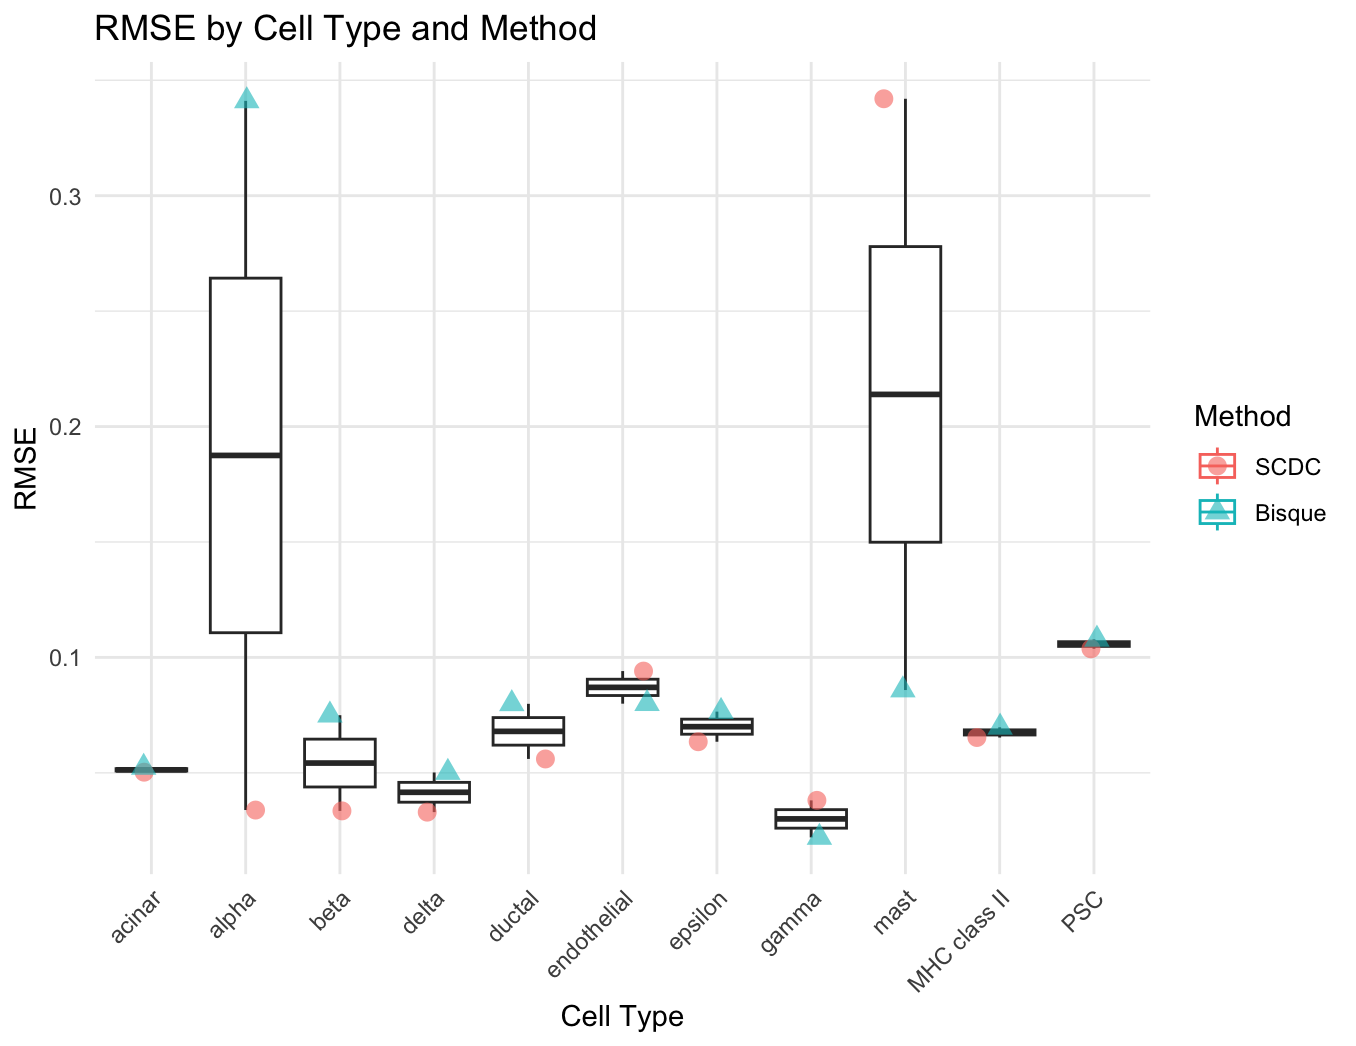 RMSE by Cell Type and Method
0.3
0.2
0.1
RMSE
acinar
alpha
beta
delta
ductal
endothelial
epsilon
gamma
mast
MHC class II
PSC
Cell Type
Method
SCDC
Bisque